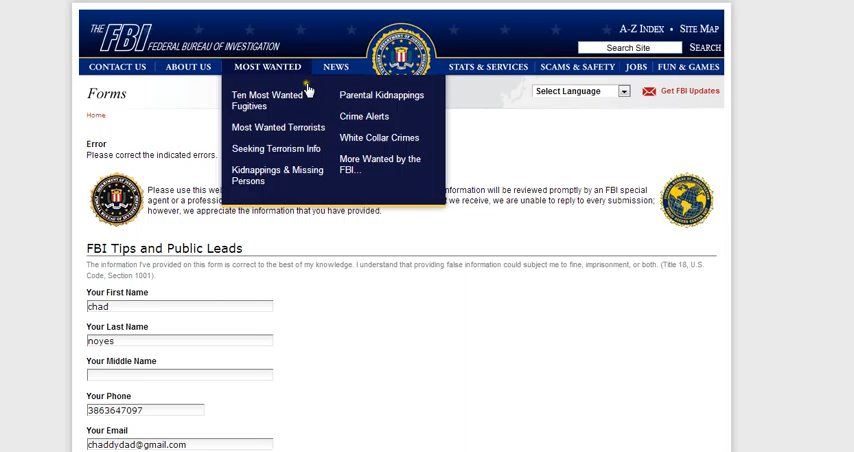 THE FBI FEDERAL BUREAU OF INVESTIGATION
A-Z INDEX • SITE MAP
Search Site SEARCH
CONTACT US ABOUT US MOST WANTED NEWS STATS & SERVICES SCAMS & SAFETY JOBS FUN & GAMES
Forms
Select Language Get FBI Updates
Home
Ten Most Wanted
Fugitives
Most Wanted Terrorists
Seeking Terrorism Info
Kidnappings & Missing
Persons
Parental Kidnappings
Crime Alerts
White Collar Crimes
More Wanted by the
FBI...
Error
Please correct the indicated errors.
Please use this web
information will be reviewed promptly by an FBI special
agent or a profession
we receive, we are unable to reply to every submission;
however, we appreciate the information that you have provided.
FBI Tips and Public Leads
The information I've provided on this form is correct to the best of my knowledge. I understand that providing false information could subject me to fine, imprisonment, or both. (Title 18, U.S.
Code, Section 1001).
Your First Name
chad
Your Last Name
noyes
Your Middle Name
Your Phone
3863647097
Your Email
chaddydad@gmail.com